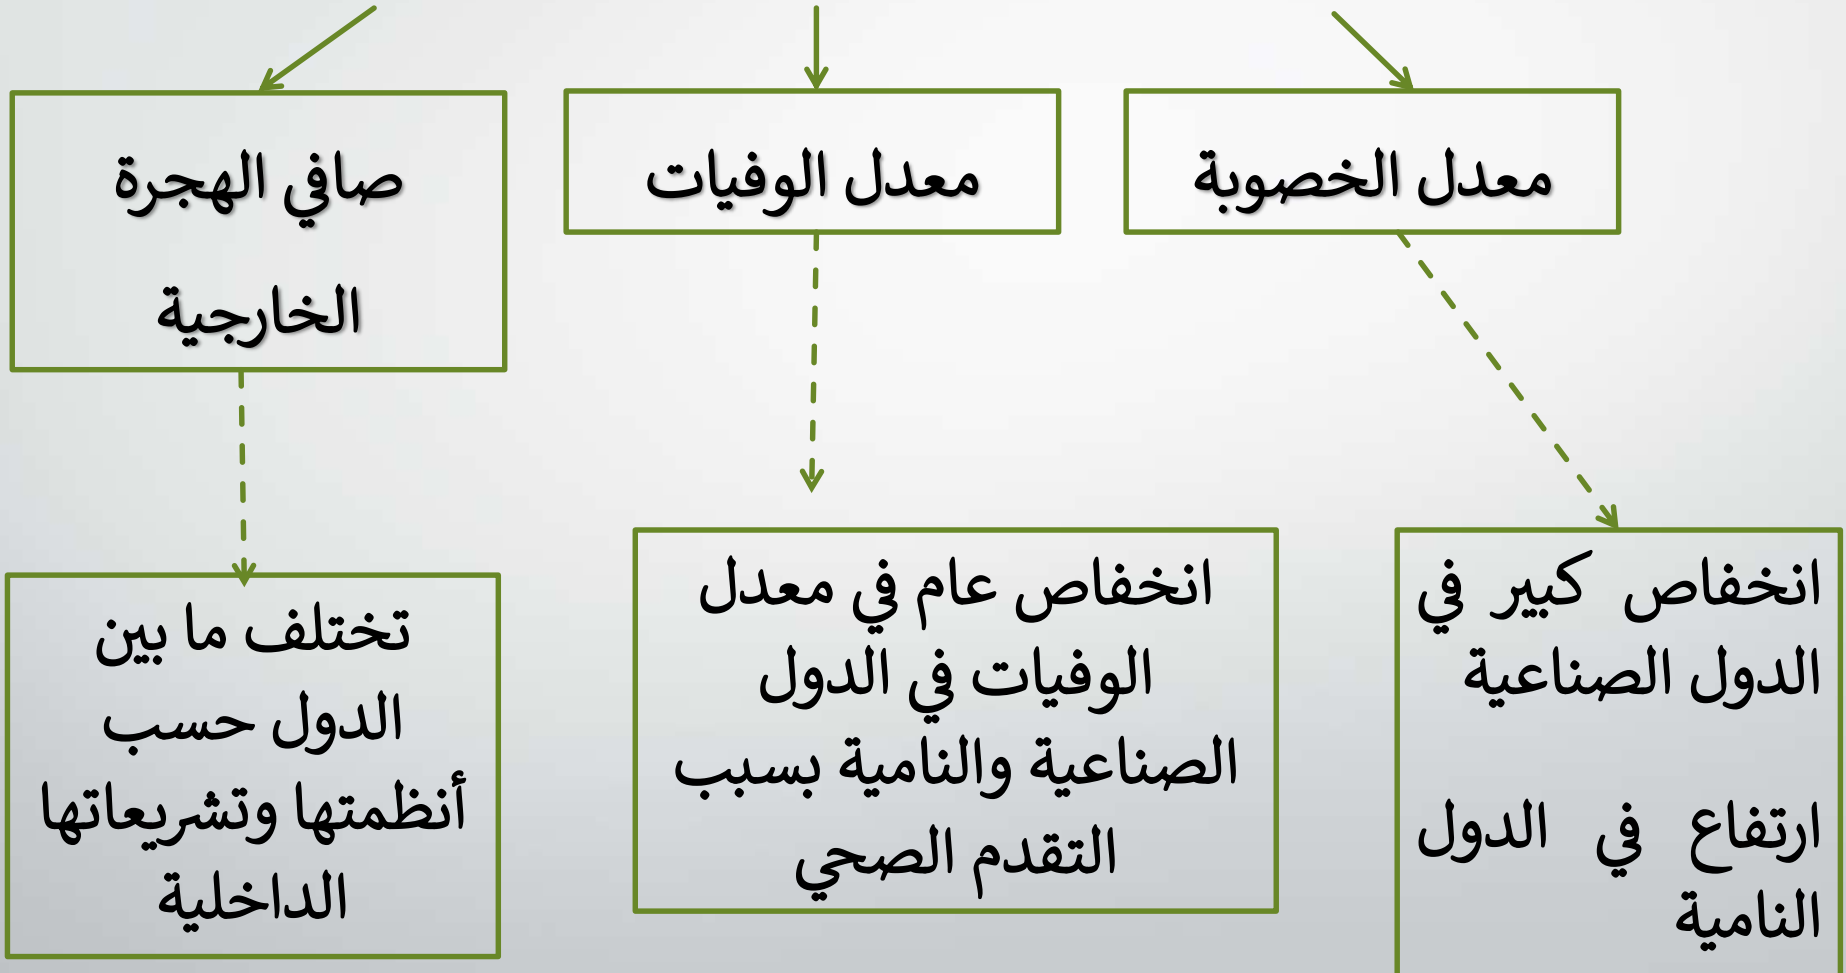 معدل الخصوبة
معدل الوفيات
صافي الهجرة
الخارجية
انخفاص كبير في
الدول الصناعية
ارتفاع في الدول
النامية
انخفاص عام في معدل
الوفيات في الدول
الصناعية والنامية بسبب
التقدم الصحي
تختلف ما بين
الدول حسب
أنظمتها وتشريعاتها
الداخلية